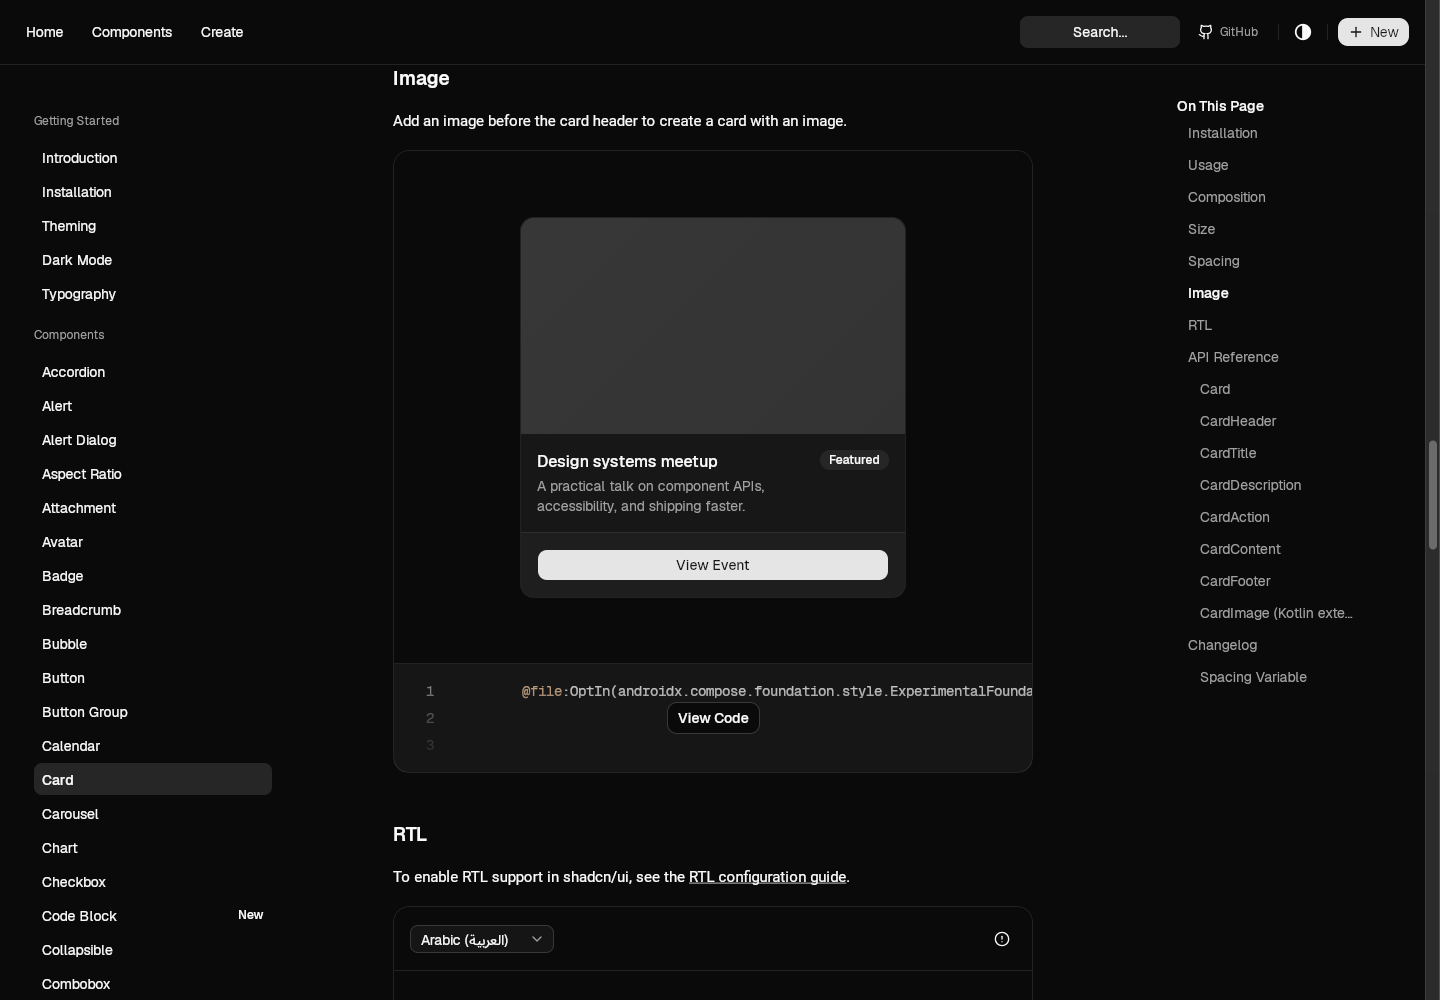 Home
Components
Create
Search...
GitHub
New
Getting Started
Introduction
Installation
Theming
Dark Mode
Typography
Components
Accordion
Alert
Alert Dialog
Aspect Ratio
Attachment
Avatar
Badge
Breadcrumb
Bubble
Button
Button Group
Calendar
Card
Carousel
Chart
Checkbox
Code Block
New
Collapsible
Combobox
Image
Add an image before the card header to create a card with an image.
Design systems meetup
Featured
A practical talk on component APIs,
accessibility, and shipping faster.
View Event
1 @file:OptIn(androidx.compose.foundation.style.ExperimentalFounda
2
View Code
3
RTL
To enable RTL support in shadcn/ui, see the RTL configuration guide.
Arabic (العربية)
On This Page
Installation
Usage
Composition
Size
Spacing
Image
RTL
API Reference
Card
CardHeader
CardTitle
CardDescription
CardAction
CardContent
CardFooter
CardImage (Kotlin exte...
Changelog
Spacing Variable